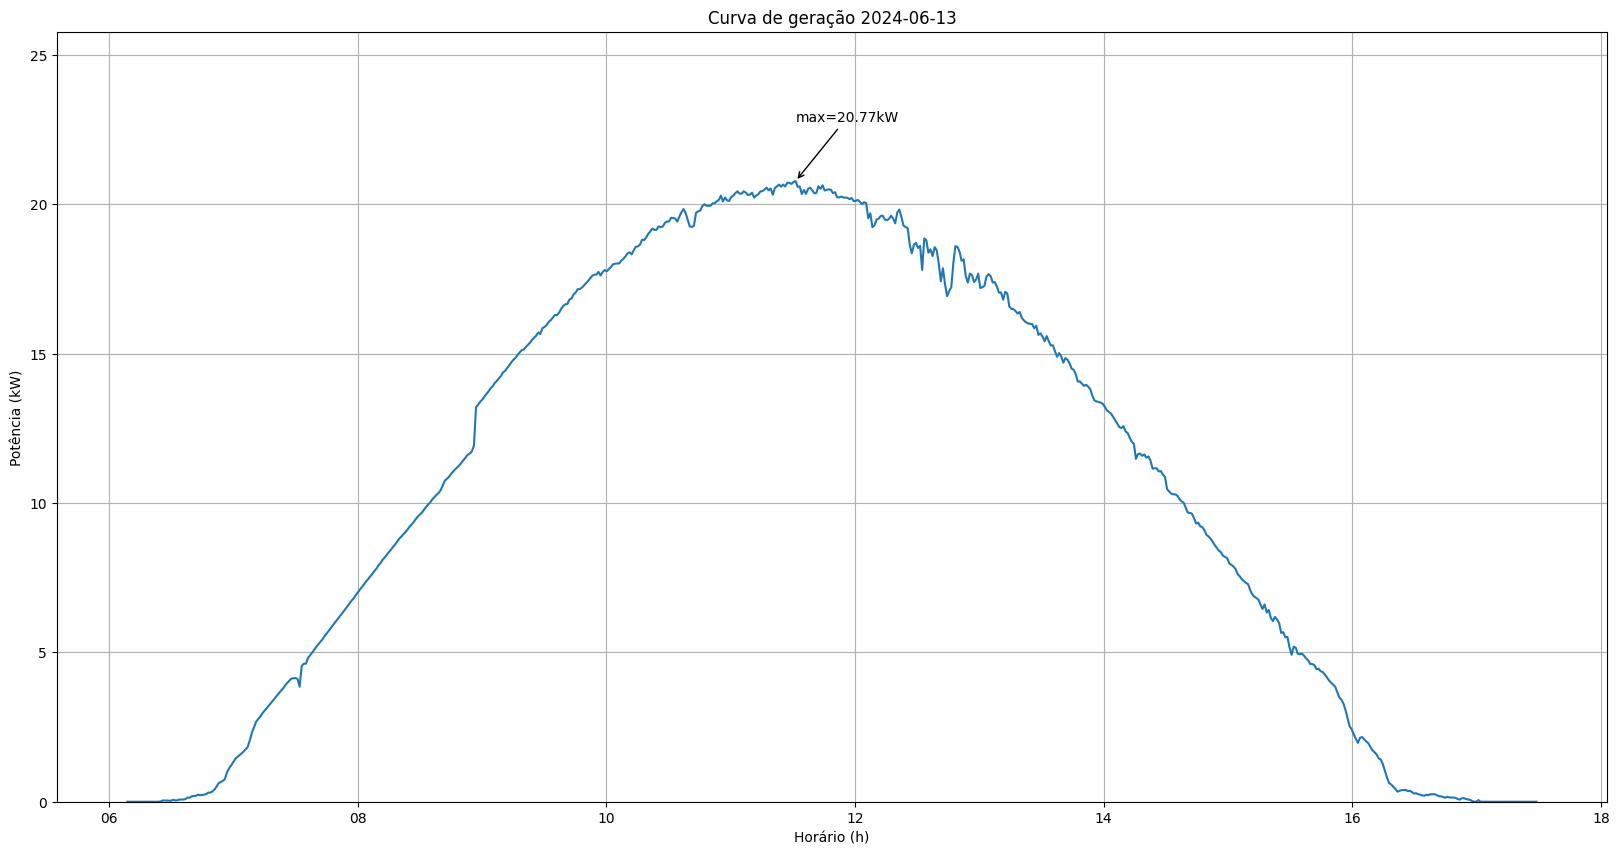 Curva de geração 2024-06-13
25
max=20.77kW
20
15
Potência (kW)
10
5
0
06 08 10 12 14 16 18
Horário (h)